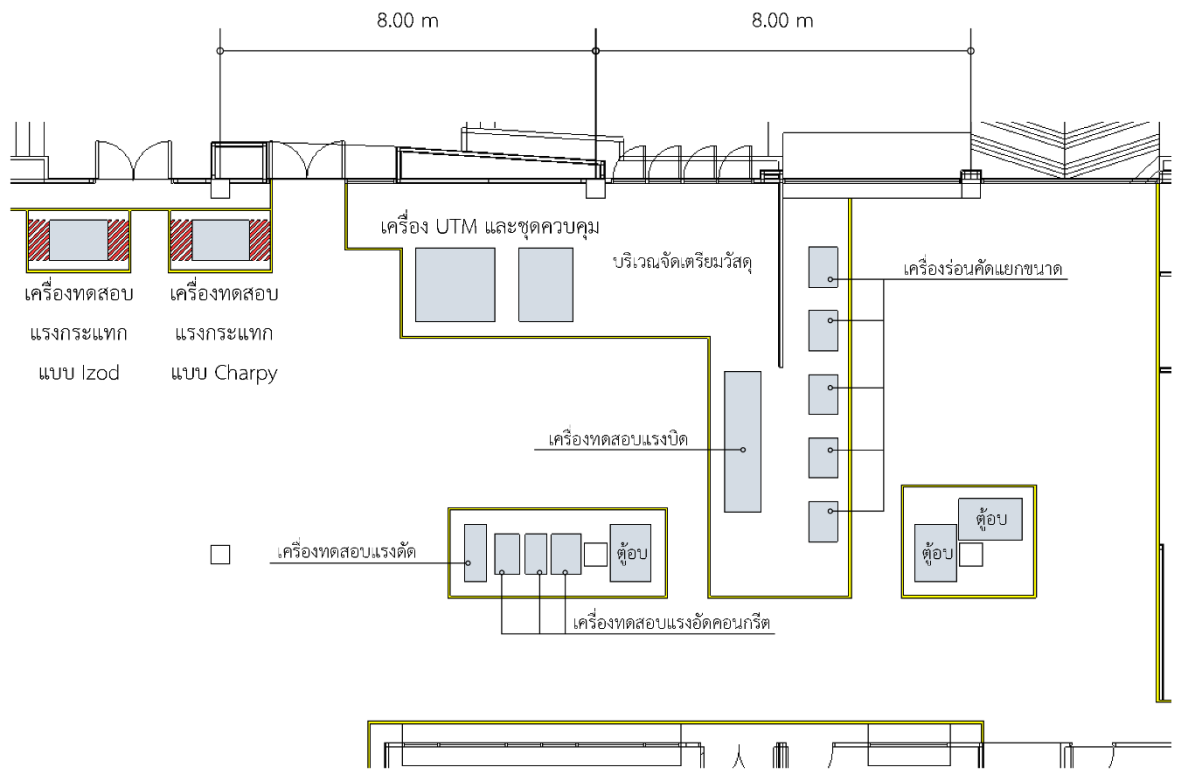 8.00 m
8.00 m
เครื่อง UTM และชุดควบคุม
บริเวณจัดเตรียมวัสดุ
เครื่องร่อนคัดแยกขนาด
เครื่องทดสอบ
แรงกระแทก
แบบ Izod
เครื่องทดสอบ
แรงกระแทก
แบบ Charpy
เครื่องทดสอบแรงบิด
เครื่องทดสอบแรงดัด
ตู้อบ
ตู้อบ
ตู้อบ
เครื่องทดสอบแรงอัดคอนกรีต